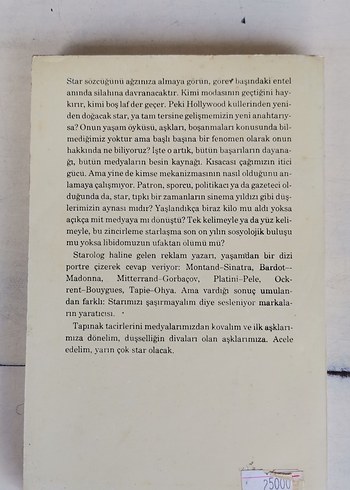 Star sözcüğünü ağzınıza almaya görün, görev başındaki entel
anında silahına davranacaktır. Kimi modasının geçtiğini hay-
kırır, kimi boş laf der geçer. Peki Hollywood küllerinden yeni-
den doğacak star, ya tam tersine gelişmemizin yeni anahtarıy-
sa? Onun yaşam öyküsü, aşkları, boşanmaları konusunda bil-
mediğimiz yoktur ama başlı başına bir fenomen olarak onun
hakkında ne biliyoruz? İşte o artık, bütün başarıların dayana-
ğı, bütün medyaların besin kaynağı. Kısacası çağımızın itici
gücü. Ama yine de kimse mekanizmasının nasıl olduğunu an-
lamaya çalışmıyor. Patron, sporcu, politikacı ya da gazeteci ol-
duğunda da, star, tıpkı bir zamanların sinema yıldızı gibi düş-
lerimizin aynası mıdır? Yaşlandıkça biraz kilo mu aldı yoksa
açıkça mit medyaya mı dönüştü? Tek kelimeyle ya da yüz keli-
meyle, bu zincirleme starlaşma son on yılın sosyolojik buluşu
mu yoksa libidomuzun ufaktan ölümü mü?
Starolog haline gelen reklam yazarı, yaşamdan bir dizi
portre çizerek cevap veriyor: Montand-Sinatra, Bardot-
Madonna, Mitterrand-Gorbaçov, Platini-Pele, Ock-
rent-Bouygues, Tapie-Ohya. Ama vardığı sonuç umulan-
dan farklı: Starımızı şaşırmayalım diye sesleniyor markala-
rın yaratıcısı.
Tapınak tacirlerini medyalarımızdan kovalım ve ilk aşkları-
mıza dönelim, düşselliğin divaları olan aşklarımıza. Acele
edelim, yarın çok star olacak.
25000